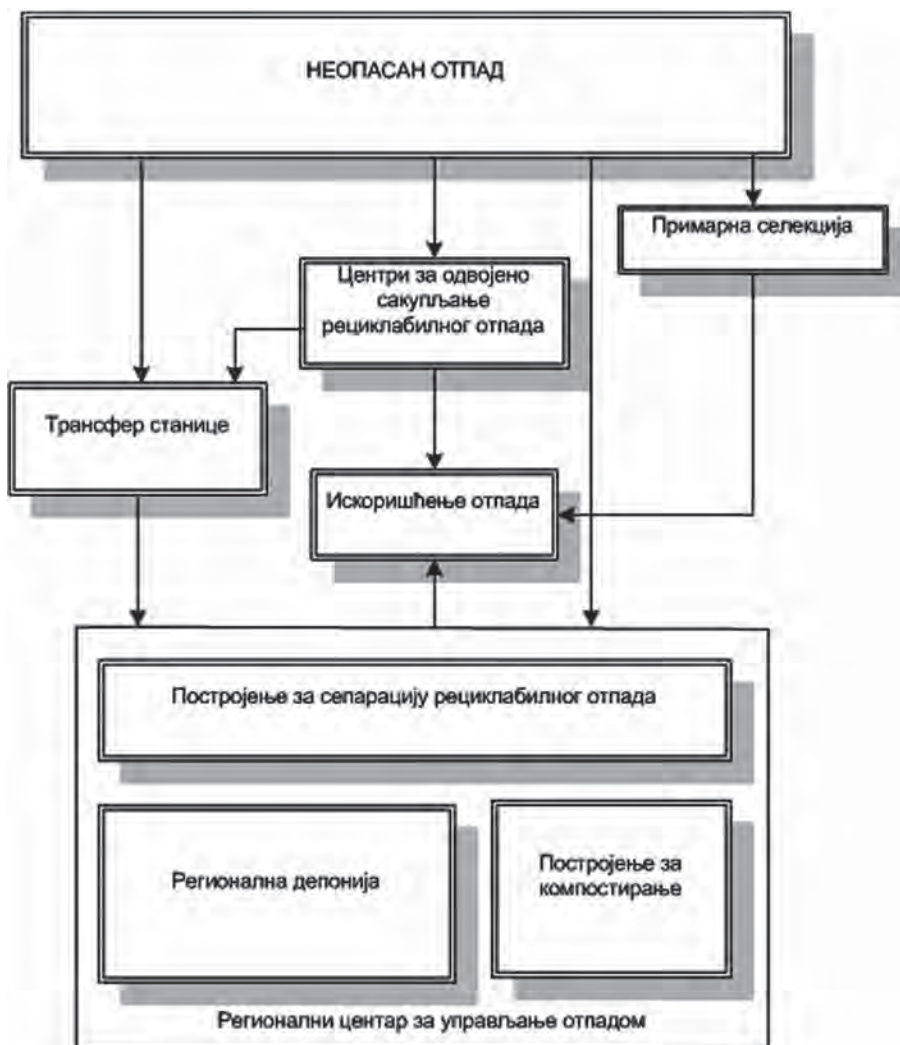 НЕОПАСАН ОТПАД
Примарна селекција
Центри за одвојено
сакупљање
рециклабилног отпада
Трансфер станице
Искоришћење отпада
Постројење за сепарацију рециклабилног отпада
Регионална депонија
Постројење за
компостирање
Регионални центар за управљање отпадом